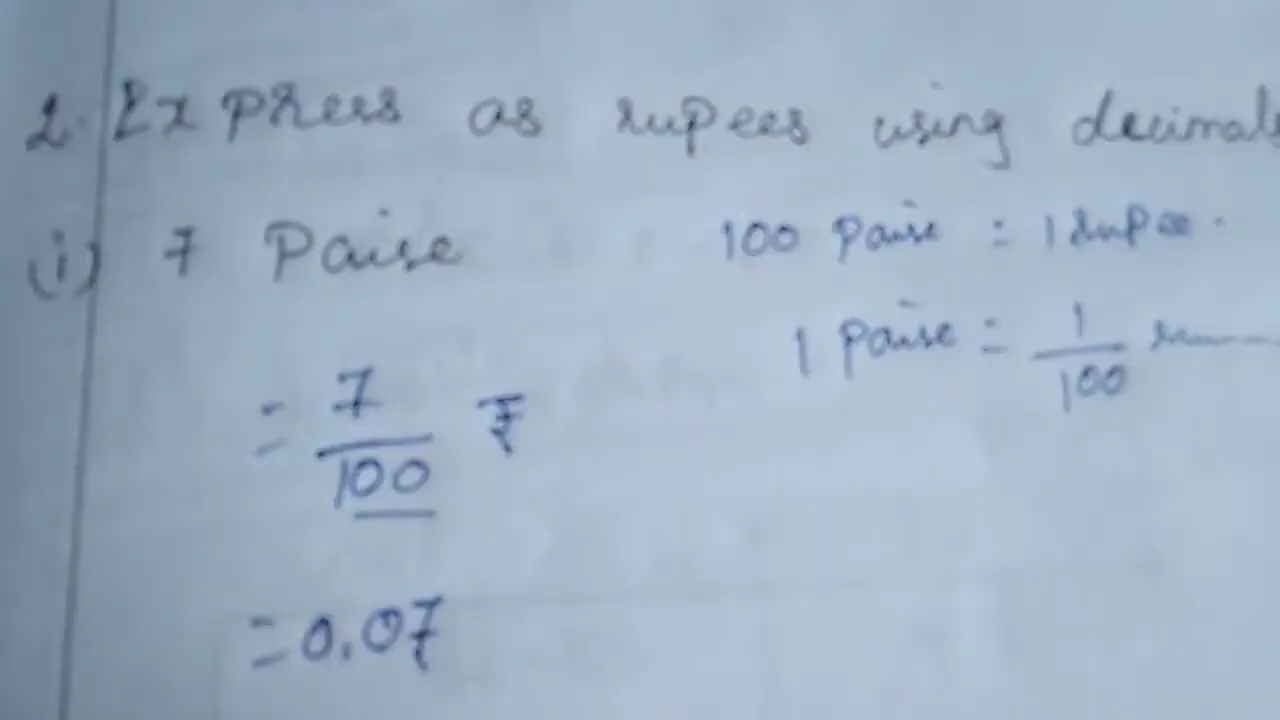 2. Express as rupees using decimals
(i) 7 Paise
100 paise = 1 rupee.
1 paise = 1/100
= 7/100 ₹
= 0.07